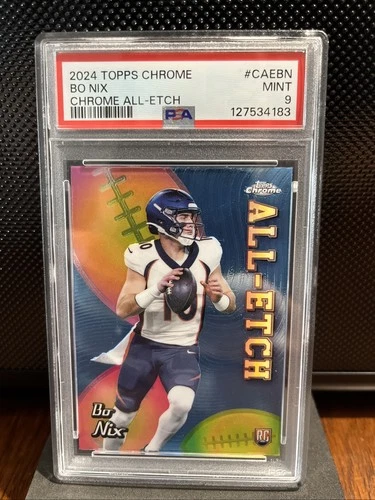 2024 TOPPS CHROME #CAEBN
BO NIX MINT
CHROME ALL-ETCH 9
PSA 127534183
Topps
Chrome
ALL-ETCH
10
Bo
Nix
RC